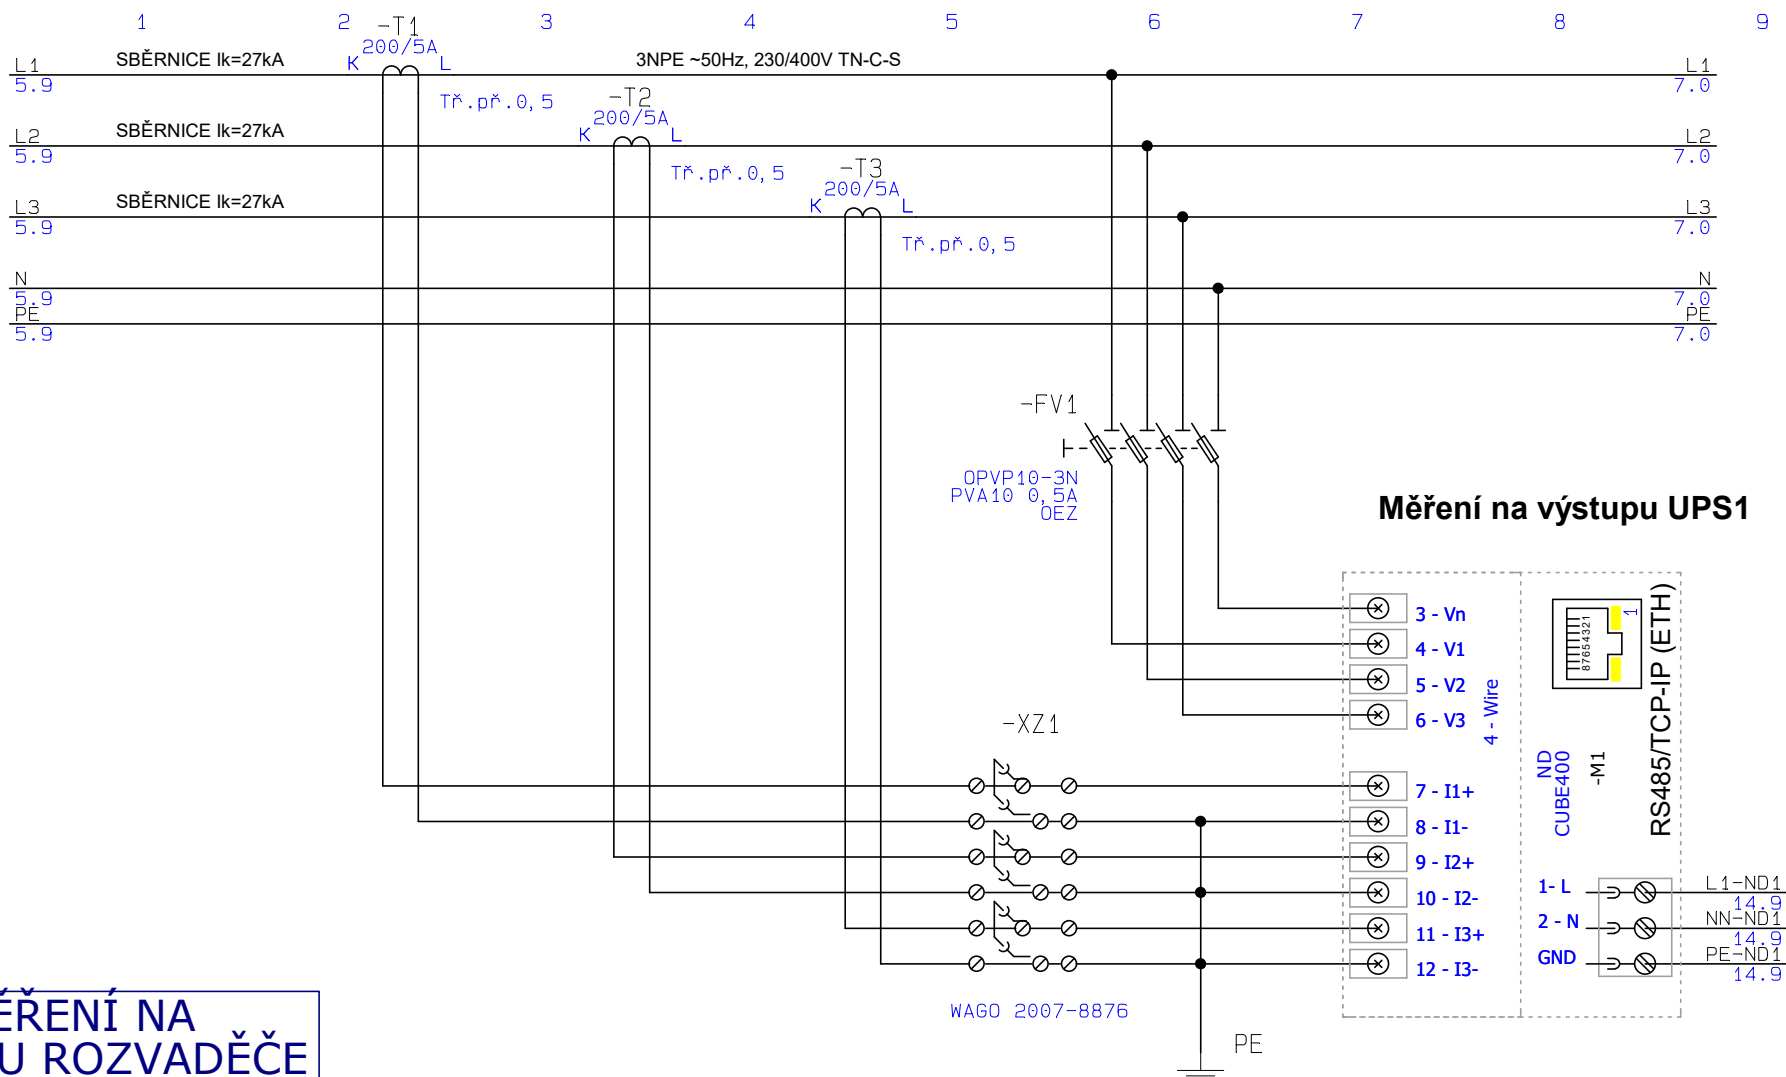 1 2 3 4 5 6 7 8 9
-T1
200/5A
K L
Tř.př.0,5
L1 SBĚRNICE Ik=27kA 3NPE ~50Hz, 230/400V TN-C-S L1
5.9 7.0
-T2
200/5A
K L
Tř.př.0,5
L2 SBĚRNICE Ik=27kA L2
5.9 7.0
-T3
200/5A
K L
Tř.př.0,5
L3 SBĚRNICE Ik=27kA L3
5.9 7.0
N N
5.9 7.0
PE PE
5.9 7.0
-FV1
OPVP10-3N
PVA10 0,5A
OEZ
Měření na výstupu UPS1
3 - Vn
4 - V1
5 - V2
6 - V3
4 - Wire
-XZ1
7 - I1+
8 - I1-
9 - I2+
10 - I2-
11 - I3+
12 - I3-
WAGO 2007-8876
PE
87654321
1
RS485/TCP-IP (ETH)
ND
CUBE400
-M1
1- L L1-ND1
14.9
2 - N NN-ND1
14.9
GND PE-ND1
14.9
ĚŘENÍ NA
U ROZVADĚČE